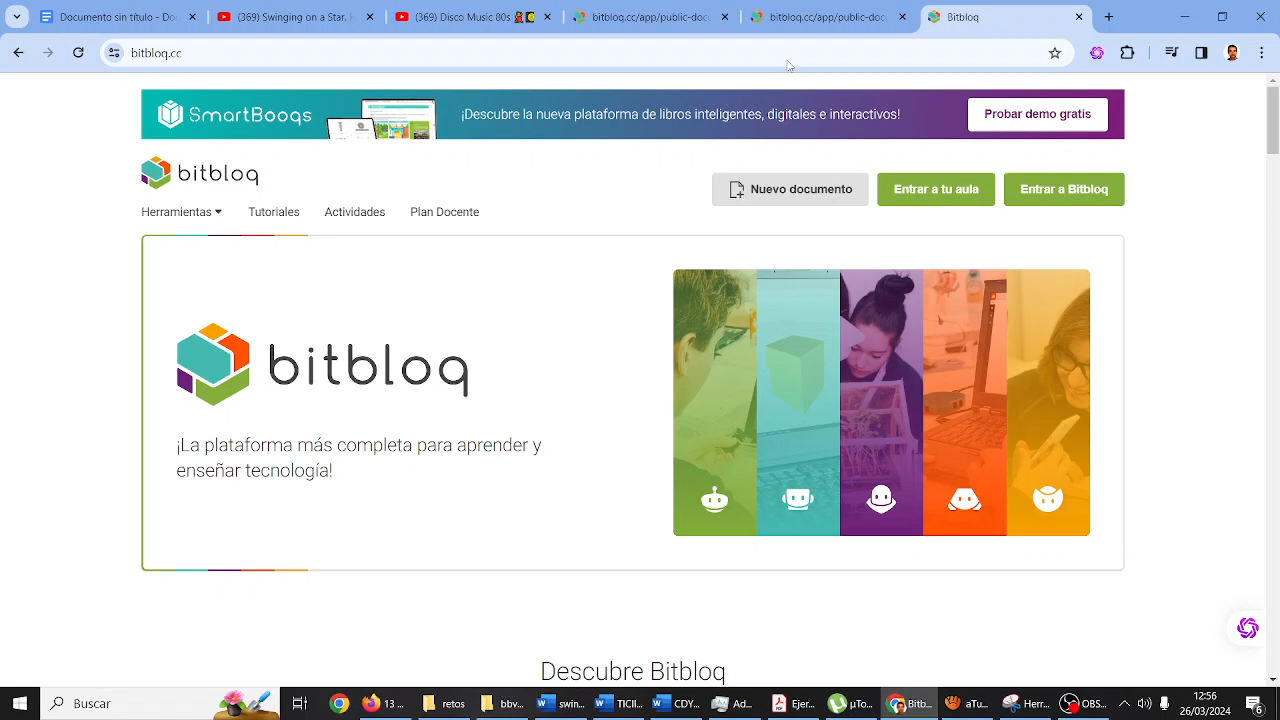 Documento sin título - Do
(369) Swinging on a Star. H
(369) Disco Music 80s
bitbloq.cc/app/public-doc
bitbloq.cc/app/public-doc
Bitbloq
bitbloq.cc
SmartBooqs
¡Descubre la nueva plataforma de libros inteligentes, digitales e interactivos!
Probar demo gratis
bitbloq
Nuevo documento
Entrar a tu aula
Entrar a Bitbloq
Herramientas
Tutoriales
Actividades
Plan Docente
bitbloq
¡La plataforma más completa para aprender y
enseñar tecnología!
Descubre Bitbloq
Buscar
13 ...
retos
bbv...
swin...
TICH...
CDY...
Ad...
Ejer...
µTo...
Bitb...
aTu...
Herr...
OBS...
12:56
26/03/2024
6